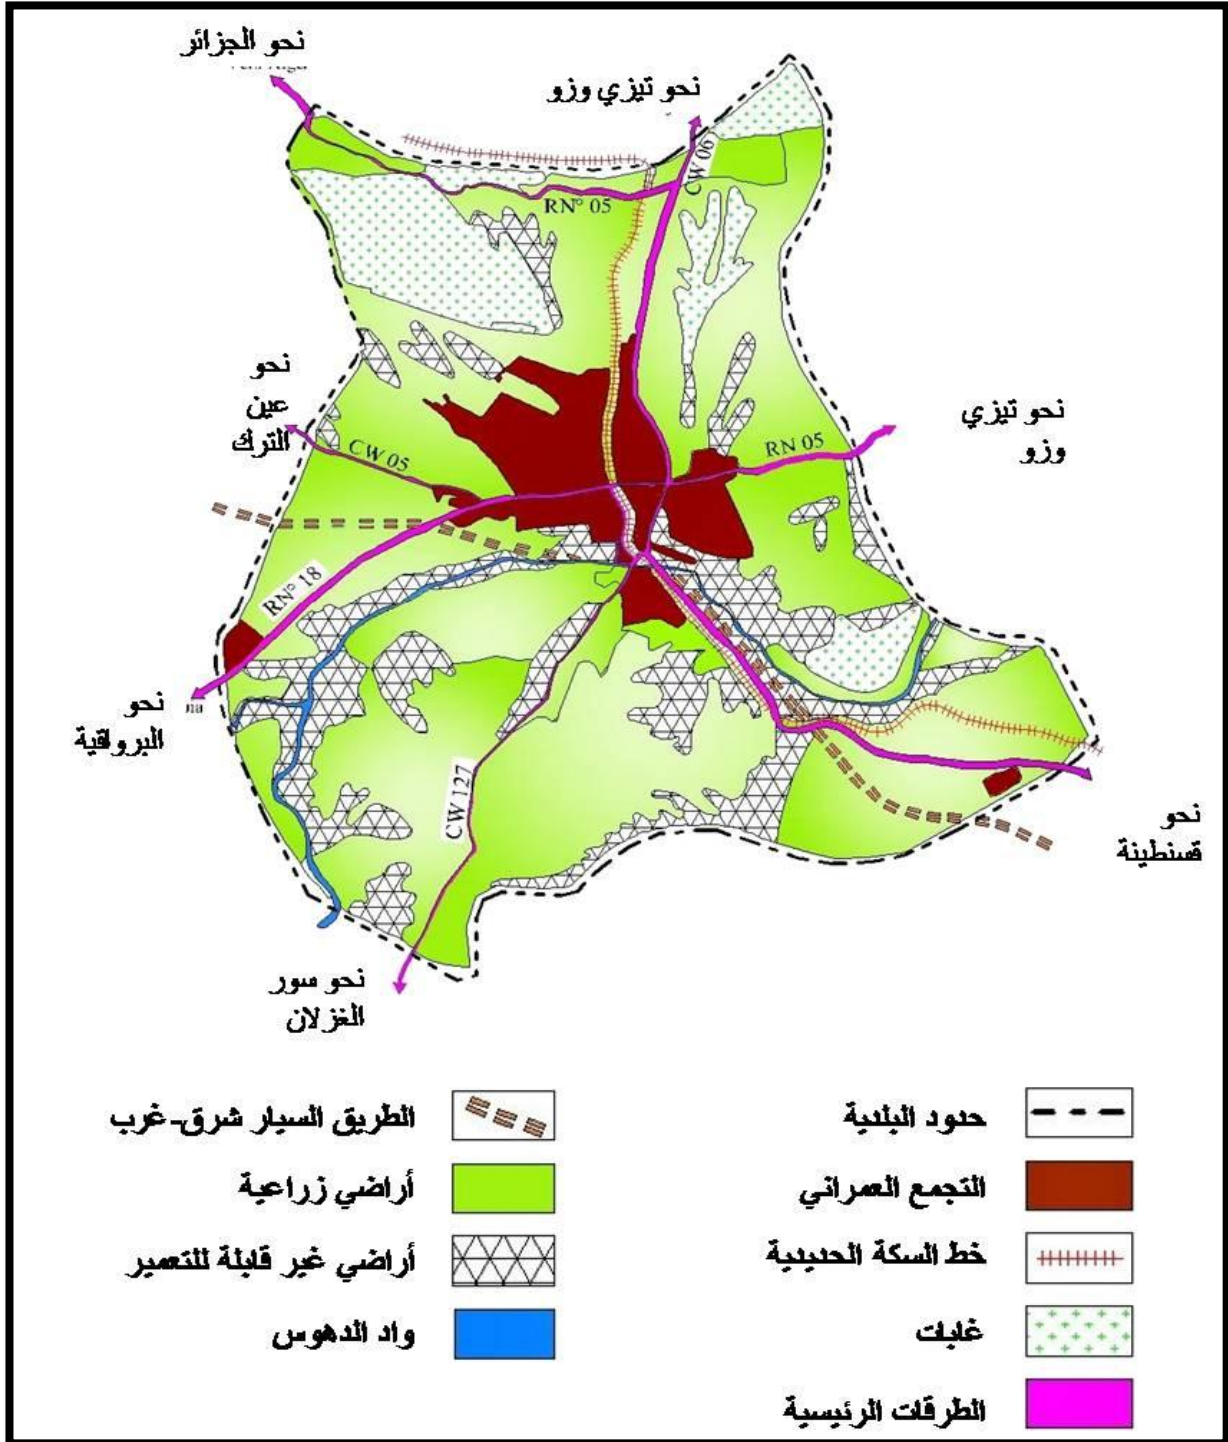 نحو الجزائر
نحو تيزي وزو
CW 06
RN° 05
نحو
عين
الترك
CW 05
نحو تيزي
وزو
RN 05
RN° 18
نحو
البرواقية
CW 127
نحو
قسنطينة
نحو سور
الغزلان
حدود البلدية
التجمع العمراني
خط السكة الحديدية
غابات
الطرقات الرئيسية
الطريق السيار شرق-غرب
أراضي زراعية
أراضي غير قابلة للتعمير
واد الدهوس